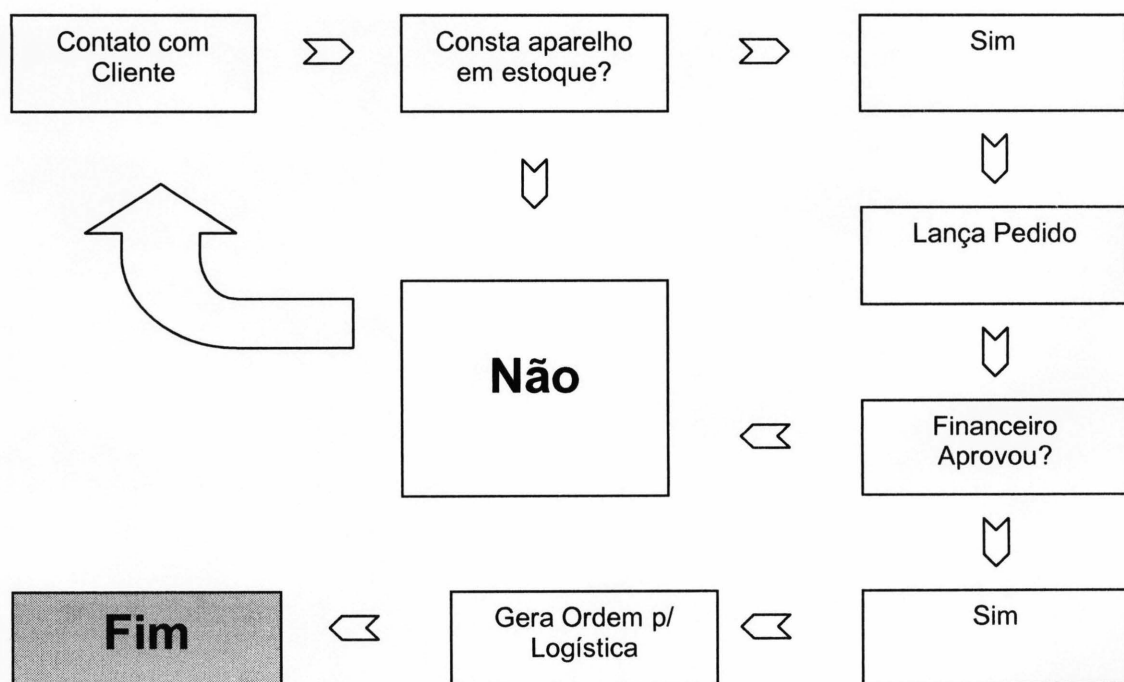 Contato com
Cliente
Consta aparelho
em estoque?
Sim
Lança Pedido
Não
Financeiro
Aprovou?
Fim
Gera Ordem p/
Logística
Sim